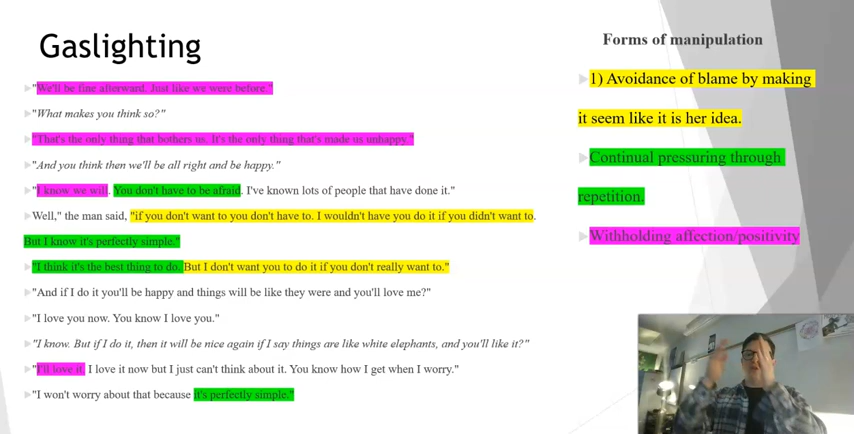 Gaslighting
"We'll be fine afterward. Just like we were before."
"What makes you think so?"
"That's the only thing that bothers us. It's the only thing that's made us unhappy."
"And you think then we'll be all right and be happy."
"I know we will. You don't have to be afraid. I've known lots of people that have done it."
Well," the man said, "if you don't want to you don't have to. I wouldn't have you do it if you didn't want to.
But I know it's perfectly simple."
"I think it's the best thing to do. But I don't want you to do it if you don't really want to."
"And if I do it you'll be happy and things will be like they were and you'll love me?"
"I love you now. You know I love you."
"I know. But if I do it, then it will be nice again if I say things are like white elephants, and you'll like it?"
"I'll love it. I love it now but I just can't think about it. You know how I get when I worry."
"I won't worry about that because it's perfectly simple."
Forms of manipulation
1) Avoidance of blame by making
it seem like it is her idea.
Continual pressuring through
repetition.
Withholding affection/positivity